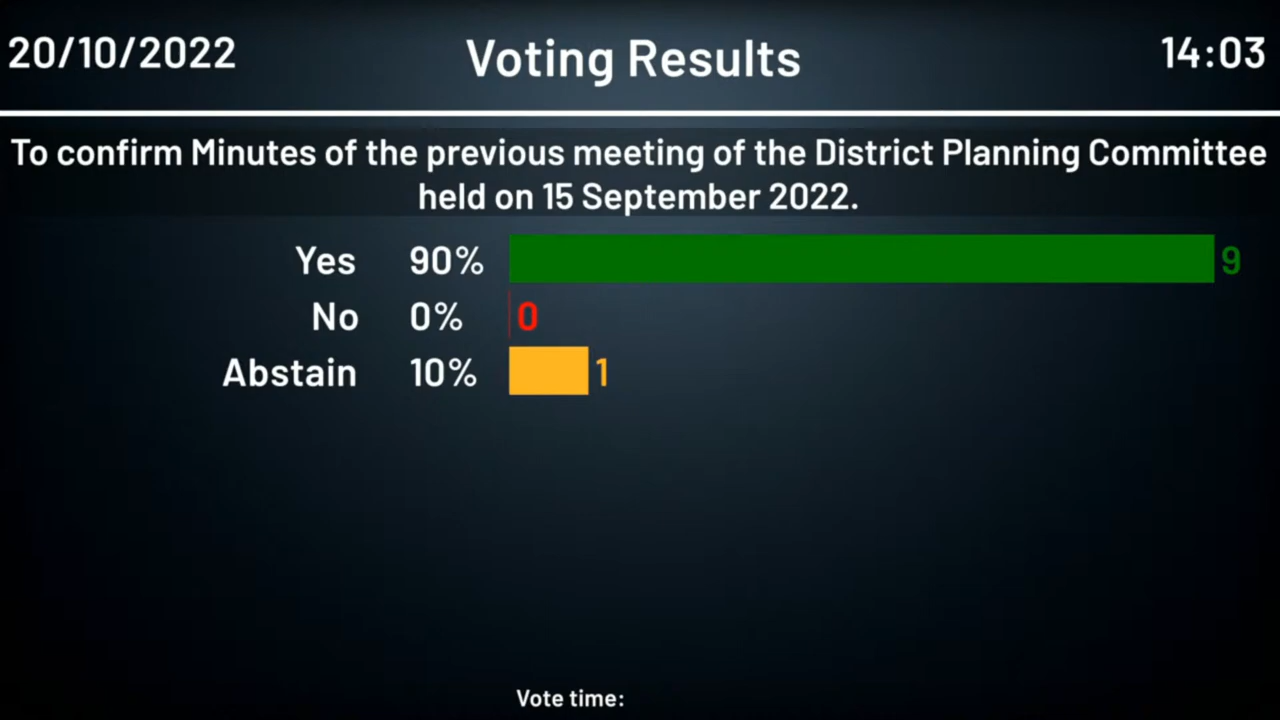 20/10/2022 Voting Results 14:03
To confirm Minutes of the previous meeting of the District Planning Committee
held on 15 September 2022.
Yes 90% 9
No 0% 0
Abstain 10% 1
Vote time: